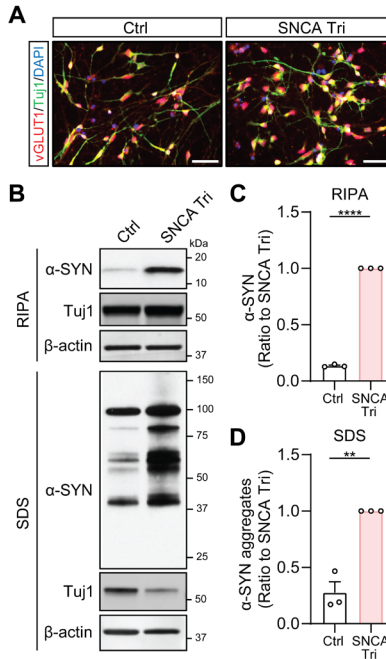 A
Ctrl
SNCA Tri
vGLUT1/Tuj1/DAPI
B
Ctrl
SNCA Tri
kDa
RIPA
α-SYN
20
10
Tuj1
50
β-actin
37
SDS
α-SYN
150
100
75
50
37
25
Tuj1
50
β-actin
37
C
RIPA
****
α-SYN
(Ratio to SNCA Tri)
1.5
1.0
0.5
0.0
Ctrl
SNCA
Tri
D
SDS
**
α-SYN aggregates
(Ratio to SNCA Tri)
1.5
1.0
0.5
0.0
Ctrl
SNCA
Tri